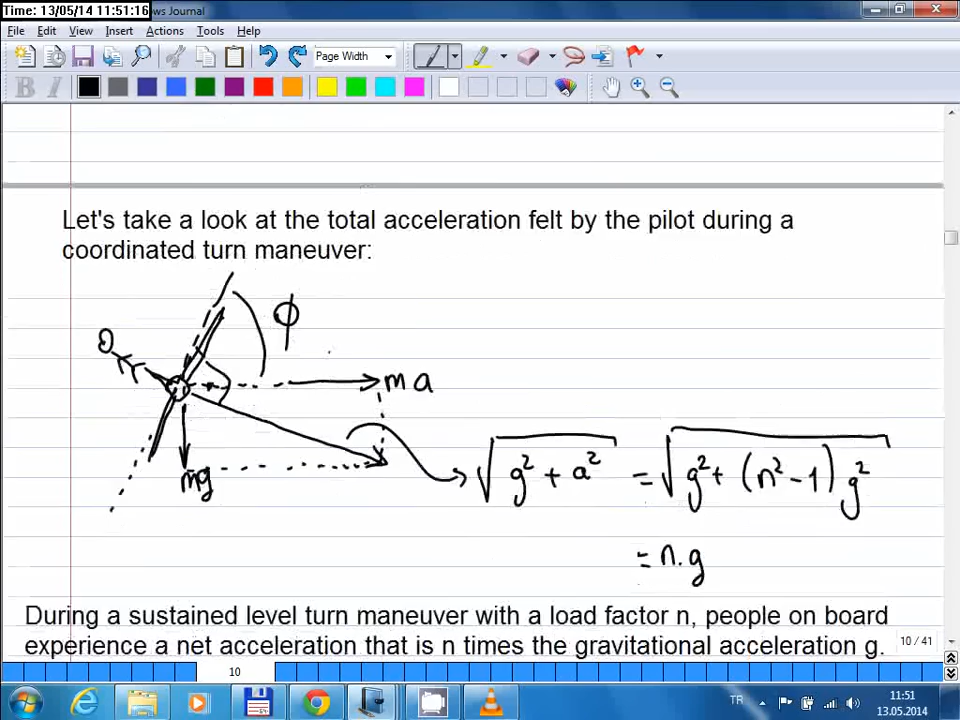 Time: 13/05/14 11:51:16
ws Journal
File Edit View Insert Actions Tools Help
Page Width
B I
Let's take a look at the total acceleration felt by the pilot during a
coordinated turn maneuver:
ϕ
ma
mg
√(g² + a²) = √(g² + (n² - 1) g²)
= n.g
During a sustained level turn maneuver with a load factor n, people on board
experience a net acceleration that is n times the gravitational acceleration g.
10 / 41
10
TR
11:51
13.05.2014